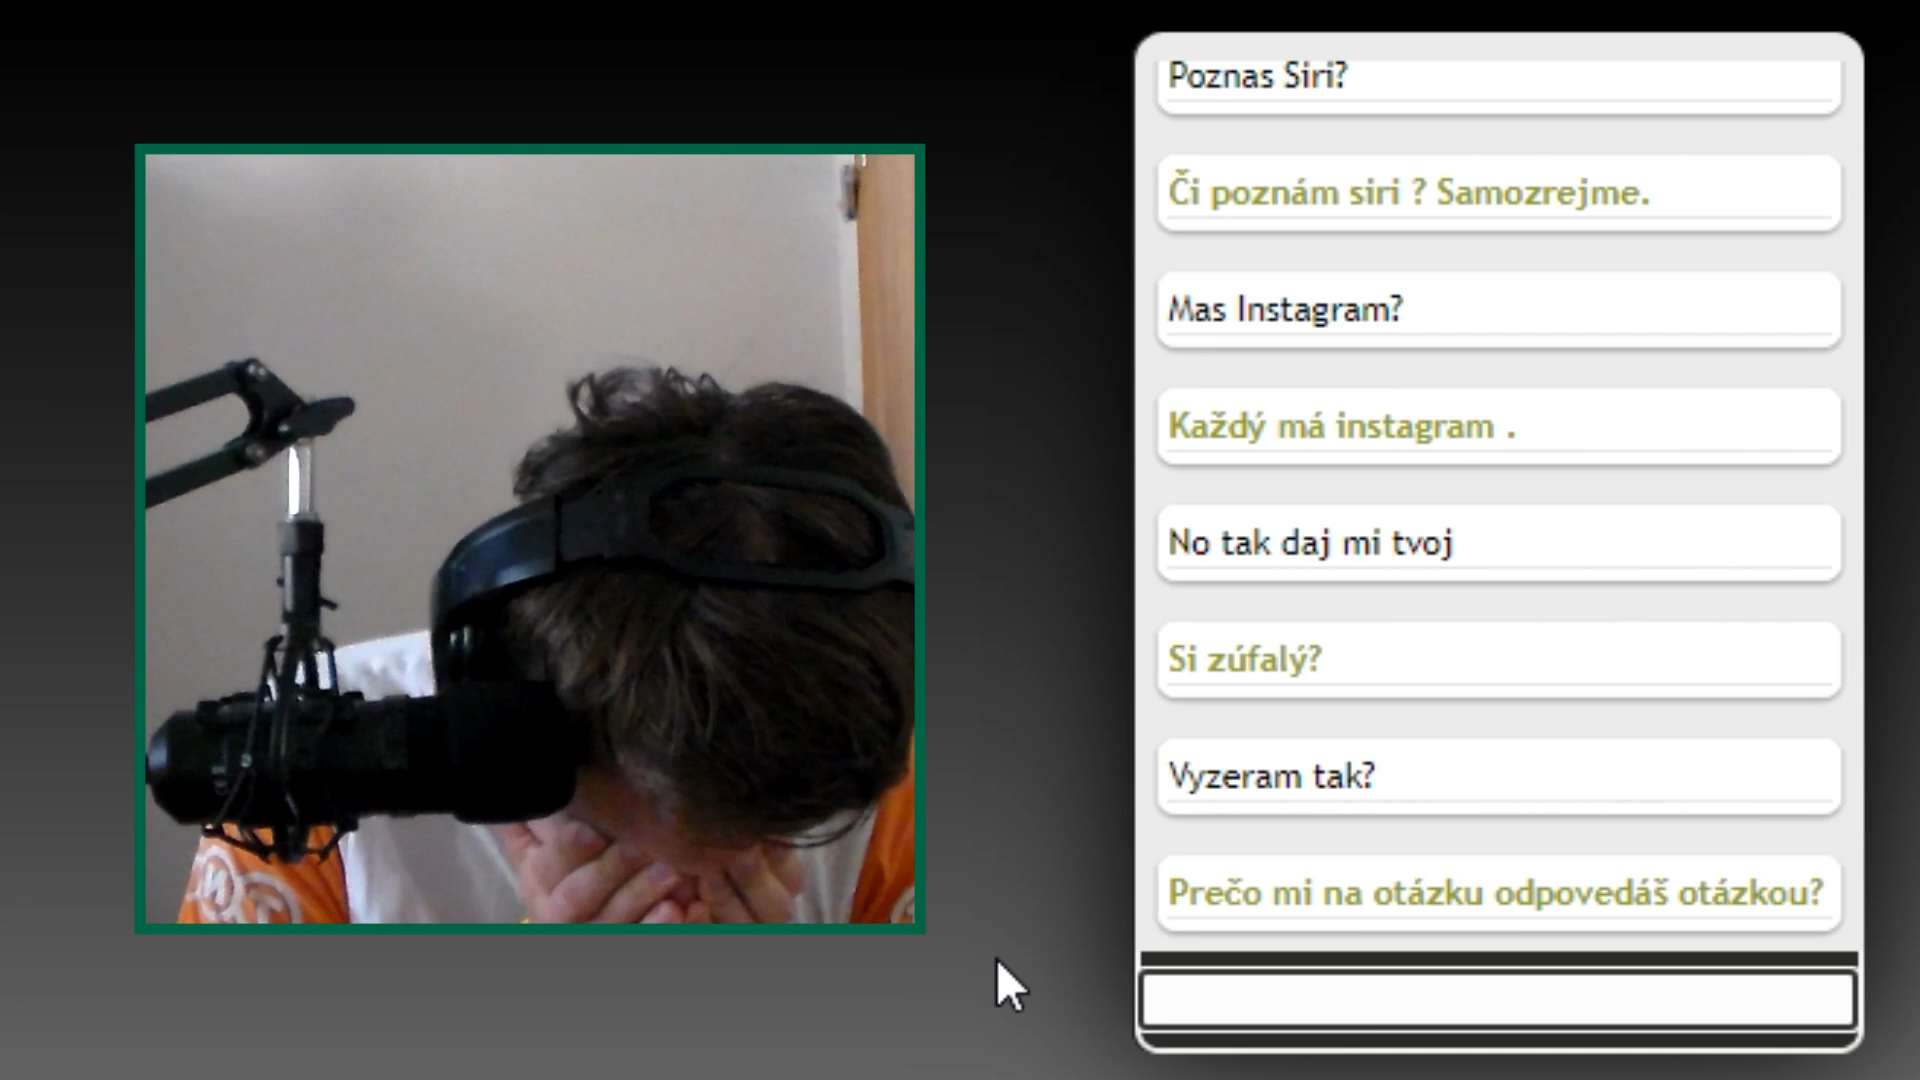 Poznas Siri?
Či poznám siri ? Samozrejme.
Mas Instagram?
Každý má instagram .
No tak daj mi tvoj
Si zúfalý?
Vyzeram tak?
Prečo mi na otázku odpovedáš otázkou?